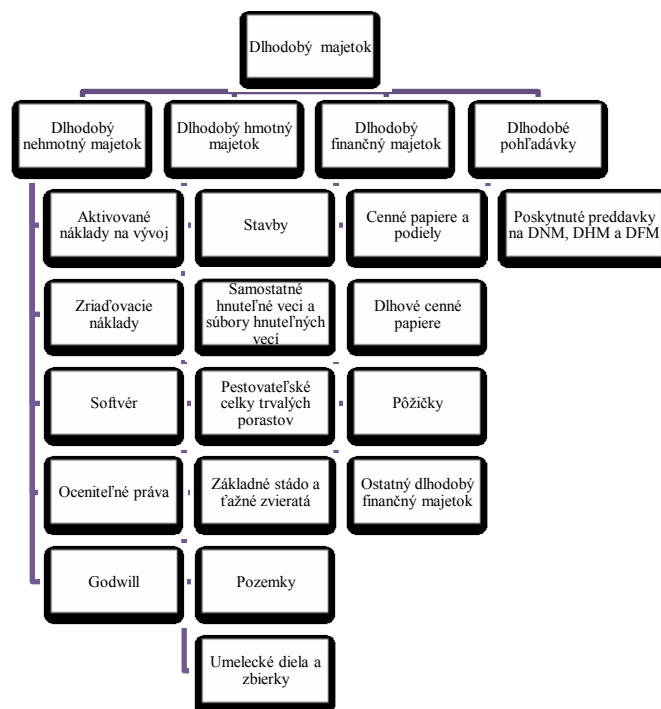 Dlhodobý majetok
Dlhodobý
nehmotný majetok
Dlhodobý hmotný
majetok
Dlhodobý
finančný majetok
Dlhodobé
pohľadávky
Aktivované
náklady na vývoj
Stavby
Cenné papiere a
podiely
Poskytnuté preddavky
na DNM, DHM a DFM
Zriaďovacie
náklady
Samostatné
hnuteľné veci a
súbory hnuteľných
vecí
Dlhové cenné
papiere
Softvér
Pestovateľské
celky trvalých
porastov
Pôžičky
Oceniteľné práva
Základné stádo a
ťažné zvieratá
Ostatný dlhodobý
finančný majetok
Godwill
Pozemky
Umelecké diela a
zbierky